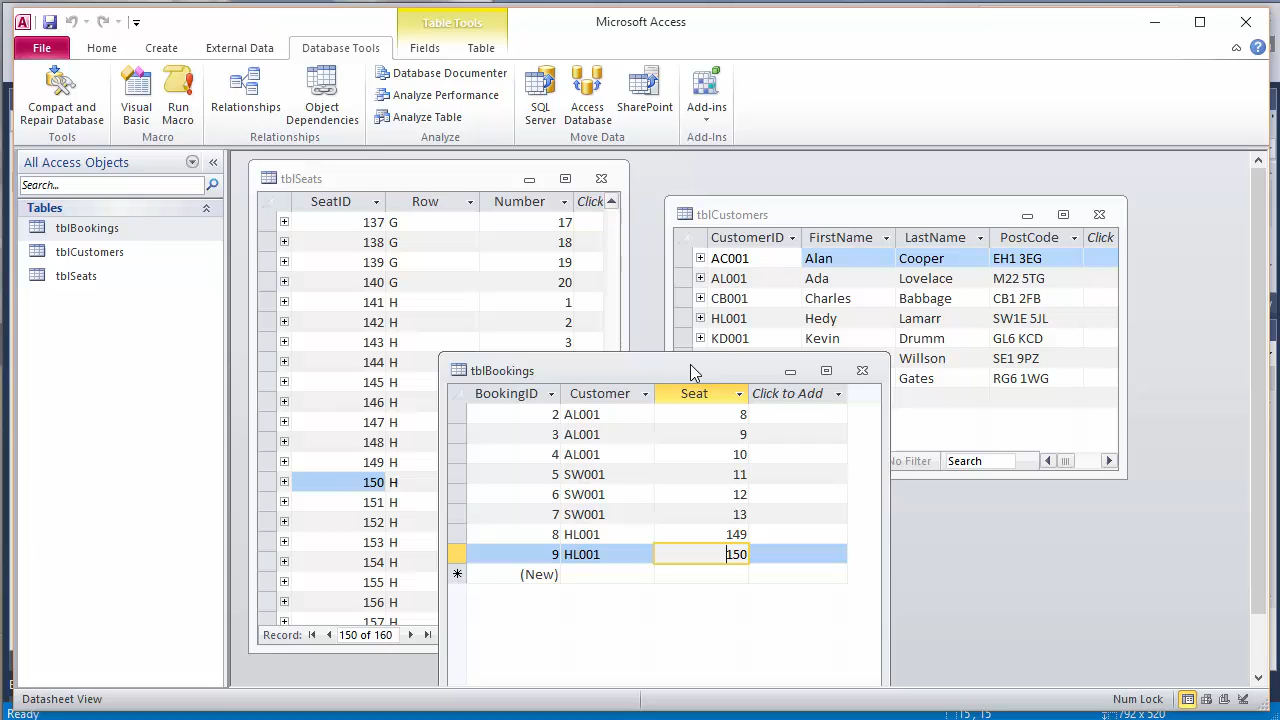 Table Tools
Microsoft Access
File Home Create External Data Database Tools Fields Table
Compact and Repair Database
Visual Basic
Run Macro
Relationships
Object Dependencies
Database Documenter
Analyze Performance
Analyze Table
SQL Server
Access Database
SharePoint
Add-ins
Tools Macro Relationships Analyze Move Data Add-Ins
All Access Objects
Search...
Tables
tblBookings
tblCustomers
tblSeats
tblSeats
SeatID Row Number Click
137 G 17
138 G 18
139 G 19
140 G 20
141 H 1
142 H 2
143 H 3
144 H
145 H
146 H
147 H
148 H
149 H
150 H
151 H
152 H
153 H
154 H
155 H
156 H
157 H
Record: 150 of 160
tblCustomers
CustomerID FirstName LastName PostCode Click
AC001 Alan Cooper EH1 3EG
AL001 Ada Lovelace M22 5TG
CB001 Charles Babbage CB1 2FB
HL001 Hedy Lamarr SW1E 5JL
KD001 Kevin Drumm GL6 KCD
Willson SE1 9PZ
Gates RG6 1WG
No Filter Search
tblBookings
BookingID Customer Seat Click to Add
2 AL001 8
3 AL001 9
4 AL001 10
5 SW001 11
6 SW001 12
7 SW001 13
8 HL001 149
9 HL001 150
(New)
Datasheet View Num Lock
Ready 15, 15 792 x 520